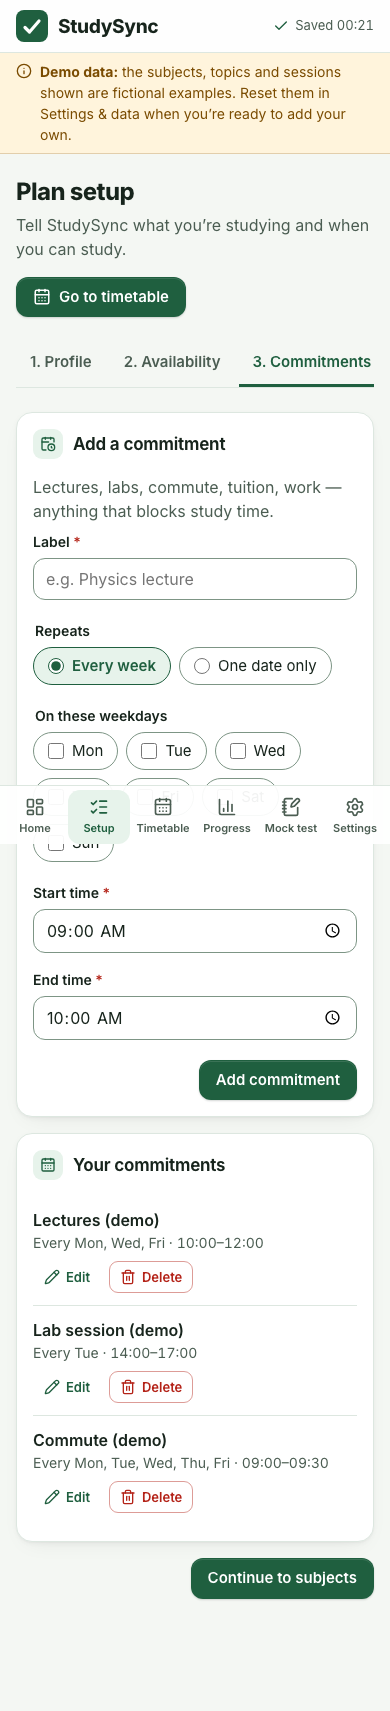 StudySync
Saved 00:21
Demo data: the subjects, topics and sessions
shown are fictional examples. Reset them in
Settings & data when you’re ready to add your
own.
Plan setup
Tell StudySync what you’re studying and when
you can study.
Go to timetable
1. Profile
2. Availability
3. Commitments
Add a commitment
Lectures, labs, commute, tuition, work —
anything that blocks study time.
Label *
e.g. Physics lecture
Repeats
Every week
One date only
On these weekdays
Mon
Tue
Wed
Fri
Sat
Home
Setup
Timetable
Progress
Mock test
Settings
Sun
Start time *
09:00 AM
End time *
10:00 AM
Add commitment
Your commitments
Lectures (demo)
Every Mon, Wed, Fri · 10:00–12:00
Edit
Delete
Lab session (demo)
Every Tue · 14:00–17:00
Edit
Delete
Commute (demo)
Every Mon, Tue, Wed, Thu, Fri · 09:00–09:30
Edit
Delete
Continue to subjects